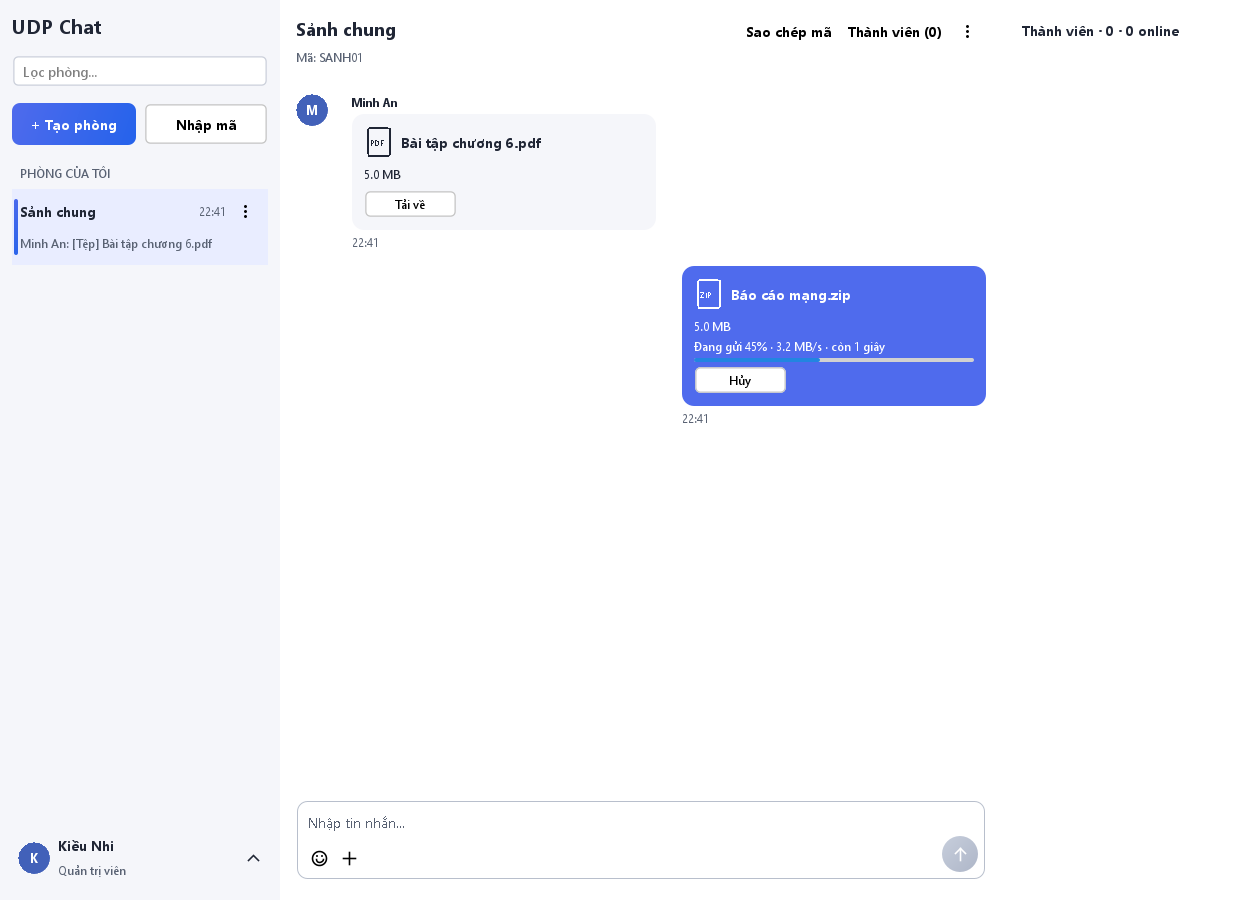 UDP Chat
Lọc phòng...
+ Tạo phòng
Nhập mã
PHÒNG CỦA TÔI
Sảnh chung
22:41
Minh An: [Tệp] Bài tập chương 6.pdf
Kiều Nhi
Quản trị viên
Sảnh chung
Mã: SANH01
Sao chép mã
Thành viên (0)
Thành viên · 0 · 0 online
M
Minh An
PDF
Bài tập chương 6.pdf
5.0 MB
Tải về
22:41
ZIP
Báo cáo mạng.zip
5.0 MB
Đang gửi 45% · 3.2 MB/s · còn 1 giây
Hủy
22:41
Nhập tin nhắn...
K